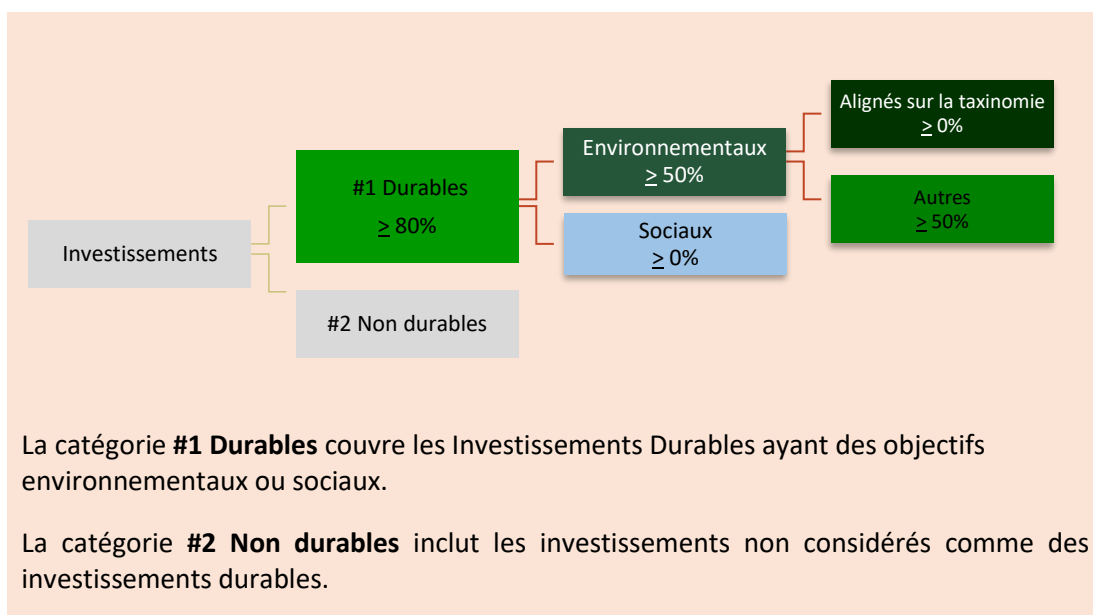 Alignés sur la taxinomie
≥ 0%
Environnementaux
≥ 50%
#1 Durables
≥ 80%
Autres
≥ 50%
Sociaux
≥ 0%
Investissements
#2 Non durables
La catégorie #1 Durables couvre les Investissements Durables ayant des objectifs
environnementaux ou sociaux.
La catégorie #2 Non durables inclut les investissements non considérés comme des
investissements durables.